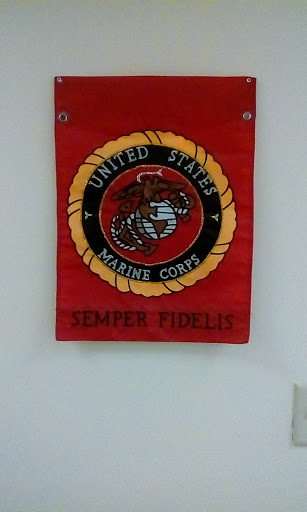 UNITED STATES
MARINE CORPS
SEMPER FIDELIS